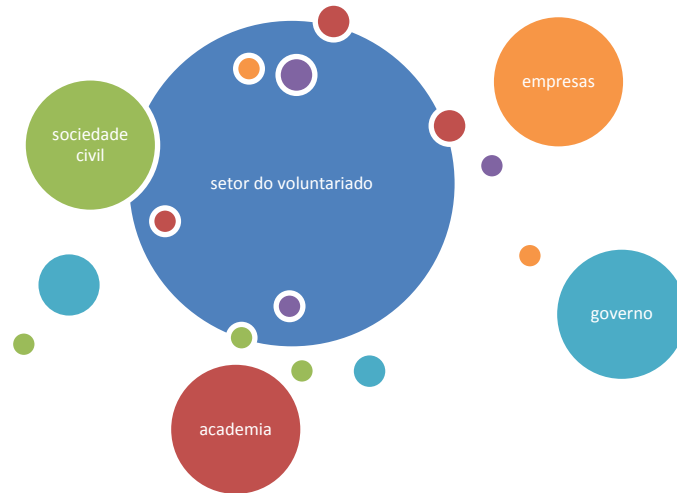 empresas
sociedade
civil
setor do voluntariado
governo
academia